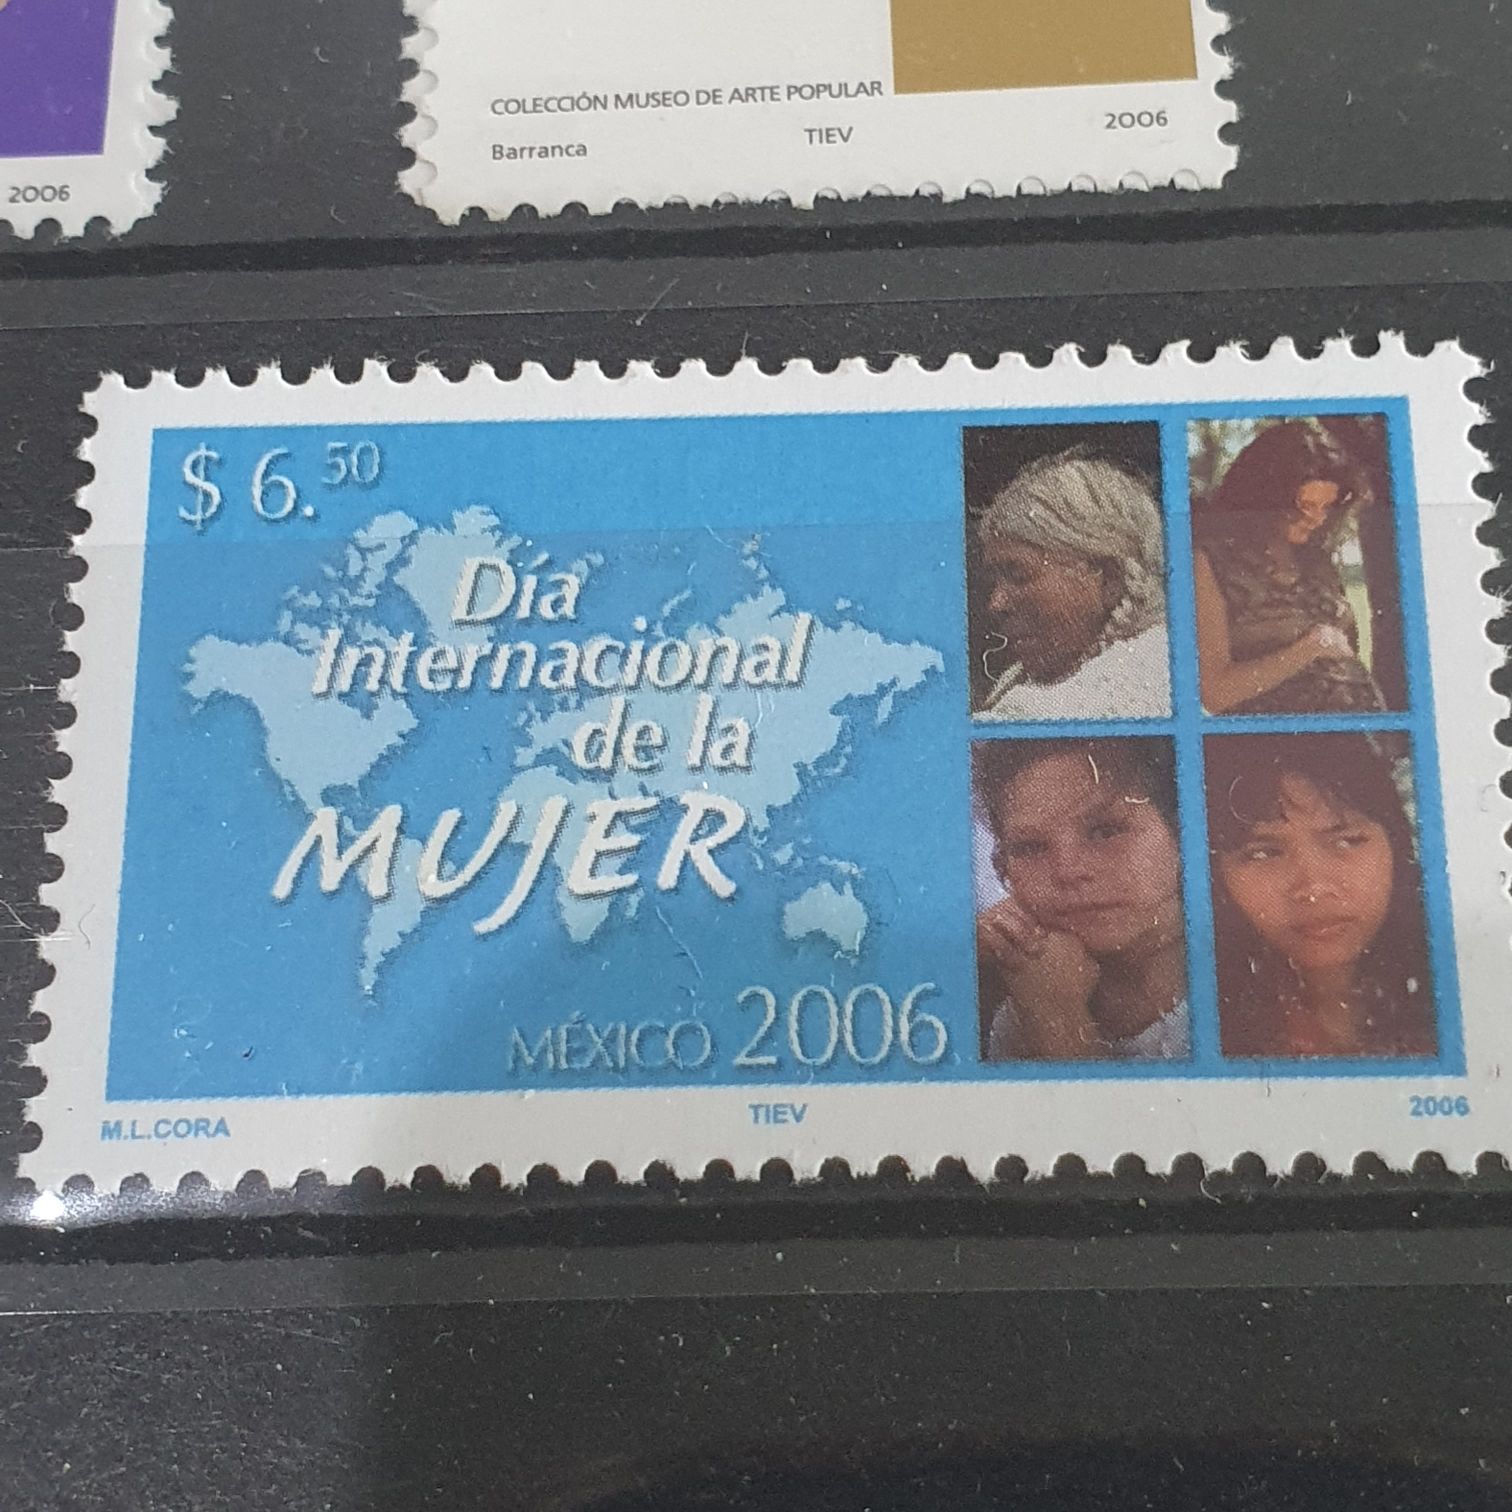 2006
COLECCIÓN MUSEO DE ARTE POPULAR
Barranca TIEV 2006
$ 6.50
Día
Internacional
de la
MUJER
MÉXICO 2006
M.L.CORA TIEV 2006